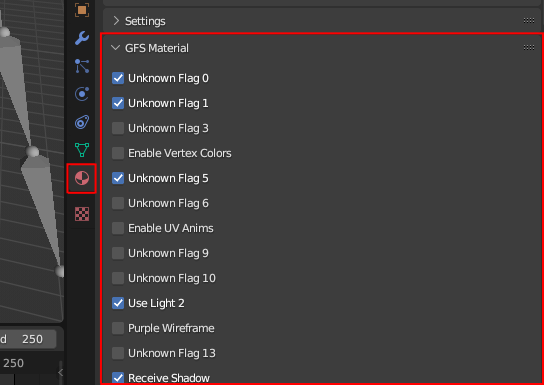 Settings
GFS Material
Unknown Flag 0
Unknown Flag 1
Unknown Flag 3
Enable Vertex Colors
Unknown Flag 5
Unknown Flag 6
Enable UV Anims
Unknown Flag 9
Unknown Flag 10
Use Light 2
Purple Wireframe
d 250
Unknown Flag 13
250
Receive Shadow